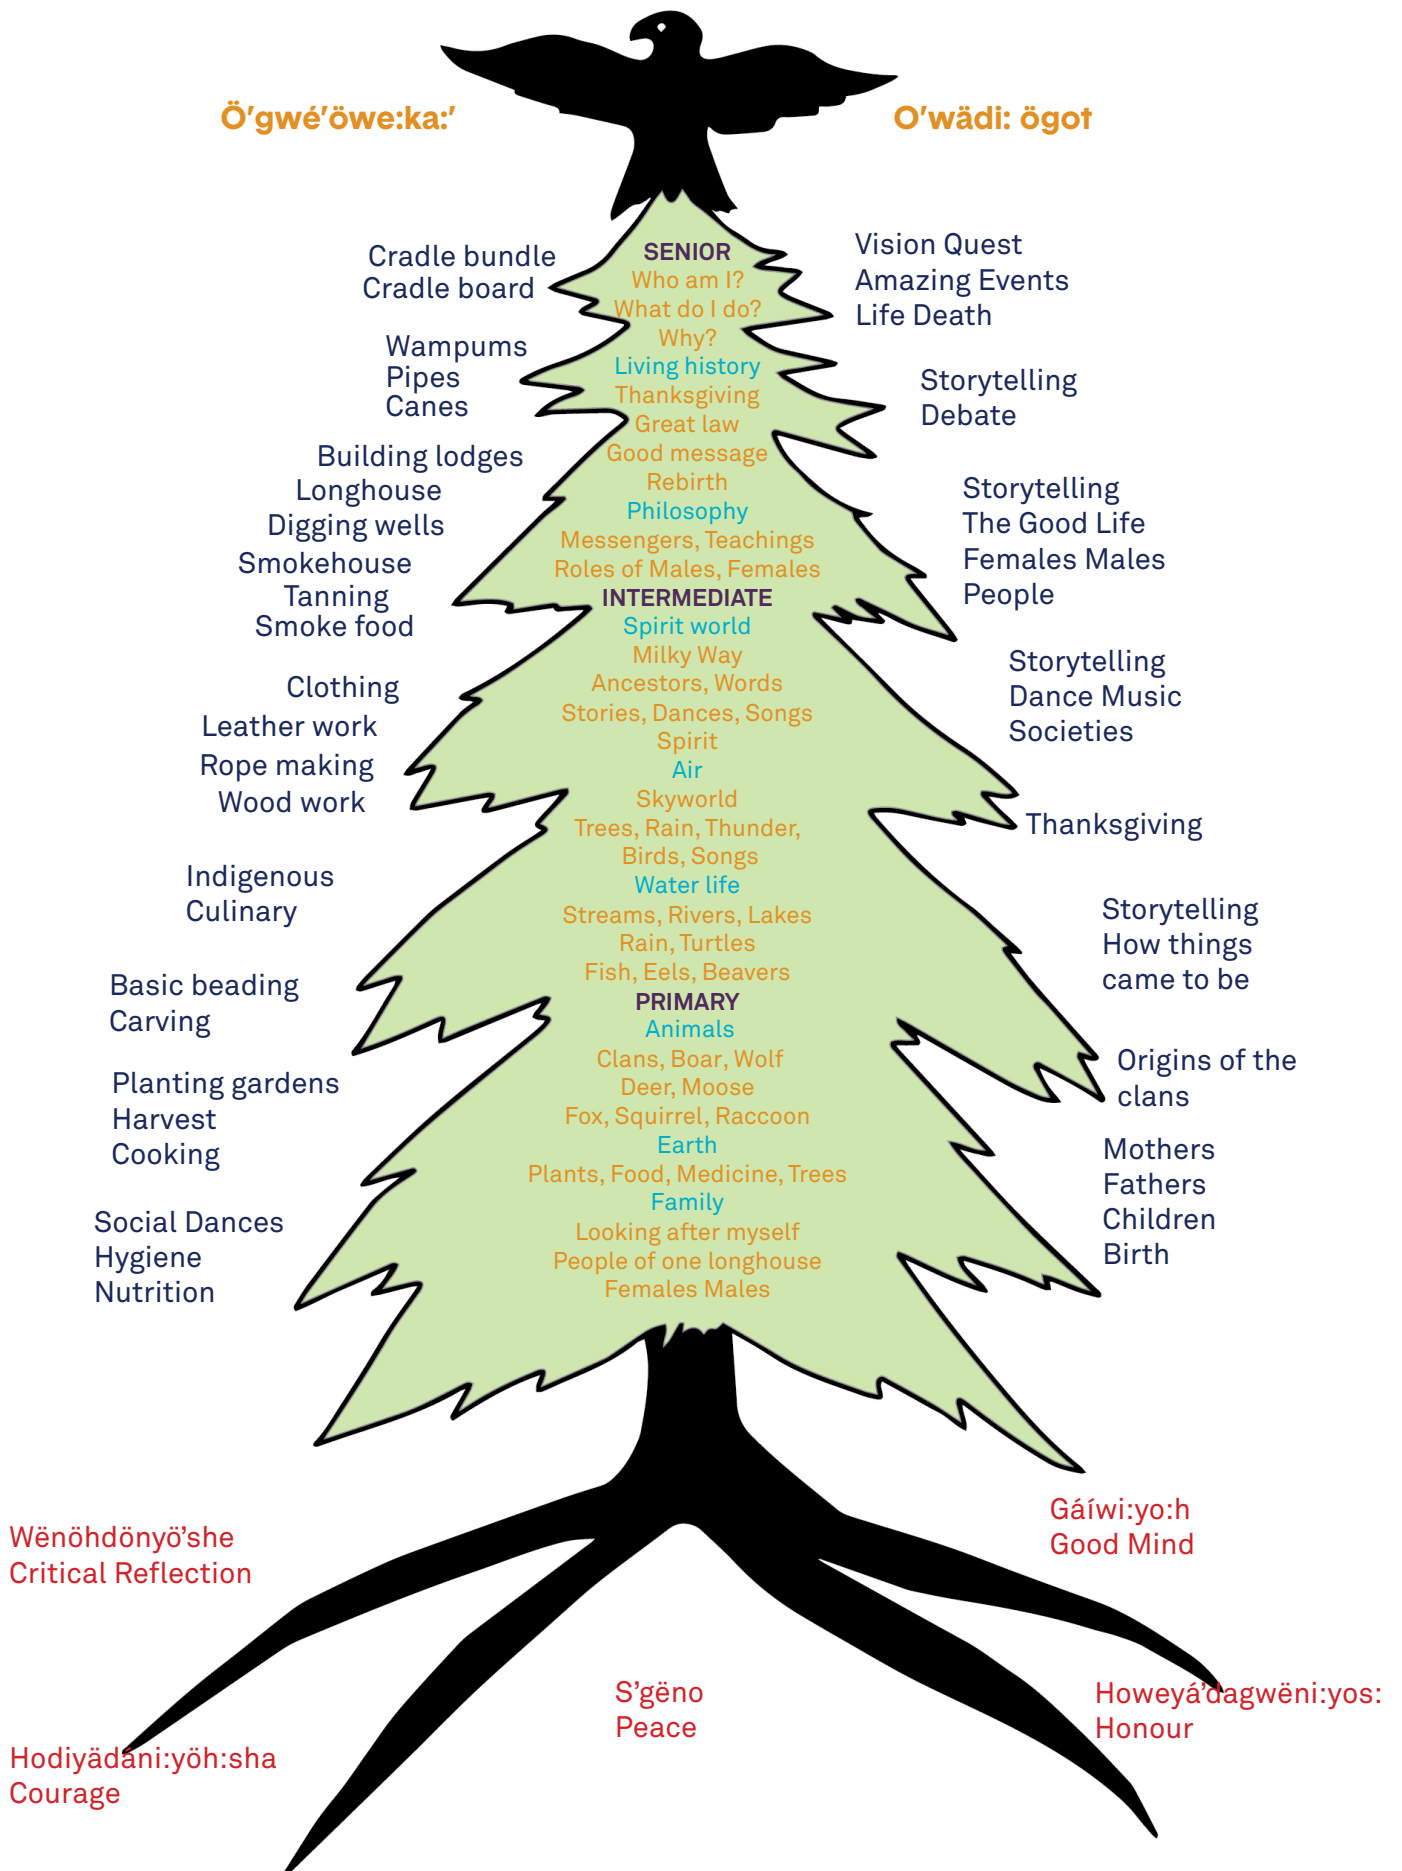 Ö'gwé'öwe:ka:'
O'wädi: ögot
Cradle bundle
Cradle board
Wampums
Pipes
Canes
Building lodges
Longhouse
Digging wells
Smokehouse
Tanning
Smoke food
Clothing
Leather work
Rope making
Wood work
Indigenous
Culinary
Basic beading
Carving
Planting gardens
Harvest
Cooking
Social Dances
Hygiene
Nutrition
SENIOR
Who am I?
What do I do?
Why?
Living history
Thanksgiving
Great law
Good message
Rebirth
Philosophy
Messengers, Teachings
Roles of Males, Females
INTERMEDIATE
Spirit world
Milky Way
Ancestors, Words
Stories, Dances, Songs
Spirit
Air
Skyworld
Trees, Rain, Thunder,
Birds, Songs
Water life
Streams, Rivers, Lakes
Rain, Turtles
Fish, Eels, Beavers
PRIMARY
Animals
Clans, Boar, Wolf
Deer, Moose
Fox, Squirrel, Raccoon
Earth
Plants, Food, Medicine, Trees
Family
Looking after myself
People of one longhouse
Females Males
Vision Quest
Amazing Events
Life Death
Storytelling
Debate
Storytelling
The Good Life
Females Males
People
Storytelling
Dance Music
Societies
Thanksgiving
Storytelling
How things
came to be
Origins of the
clans
Mothers
Fathers
Children
Birth
Wënöhdönyö’she
Critical Reflection
Gáíwi:yo:h
Good Mind
Hodiyädáni:yöh:sha
Courage
S’gëno
Peace
Howeyá’dagwëni:yos:
Honour